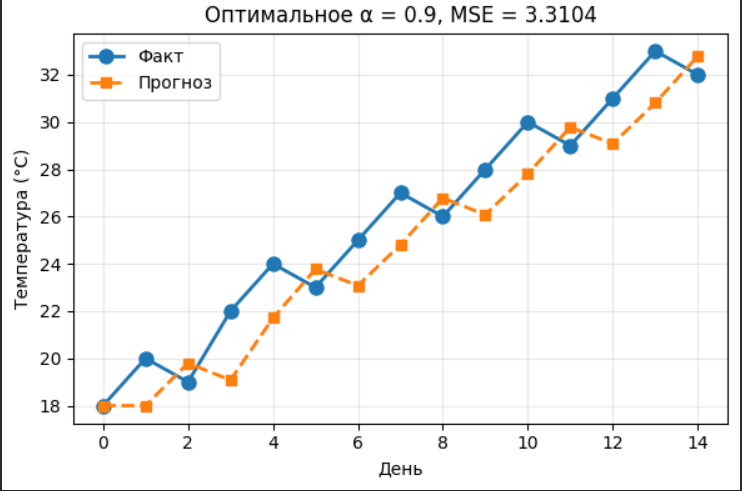 Оптимальное α = 0.9, MSE = 3.3104
Факт
Прогноз
32
30
28
26
24
22
20
18
Температура (°C)
0 2 4 6 8 10 12 14
День